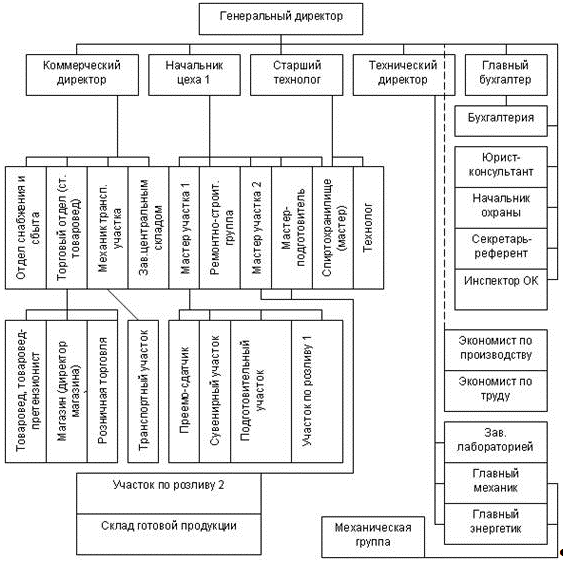 Генеральный директор
Коммерческий
директор
Начальник
цеха 1
Старший
технолог
Технический
директор
Главный
бухгалтер
Бухгалтерия
Юрист-
консультант
Начальник
охраны
Секретарь-
референт
Инспектор ОК
Отдел снабжения и
сбыта
Торговый отдел (ст.
товаровед)
Механик трансп.
участка
Зав.центральным
складом
Мастер участка 1
Ремонтно-строит.
группа
Мастер участка 2
Мастер-
подготовитель
Спиртохранилище
(мастер)
Технолог
Товаровед, товаровед-
претензионист
Магазин (директор
магазина)
Розничная торговля
Транспортный участок
Преемо-сдатчик
Сувенирный участок
Подготовительный
участок
Участок по розливу 1
Экономист по
производству
Экономист по
труду
Зав.
лабораторией
Главный
механик
Главный
энергетик
Участок по розливу 2
Склад готовой продукции
Механическая
группа